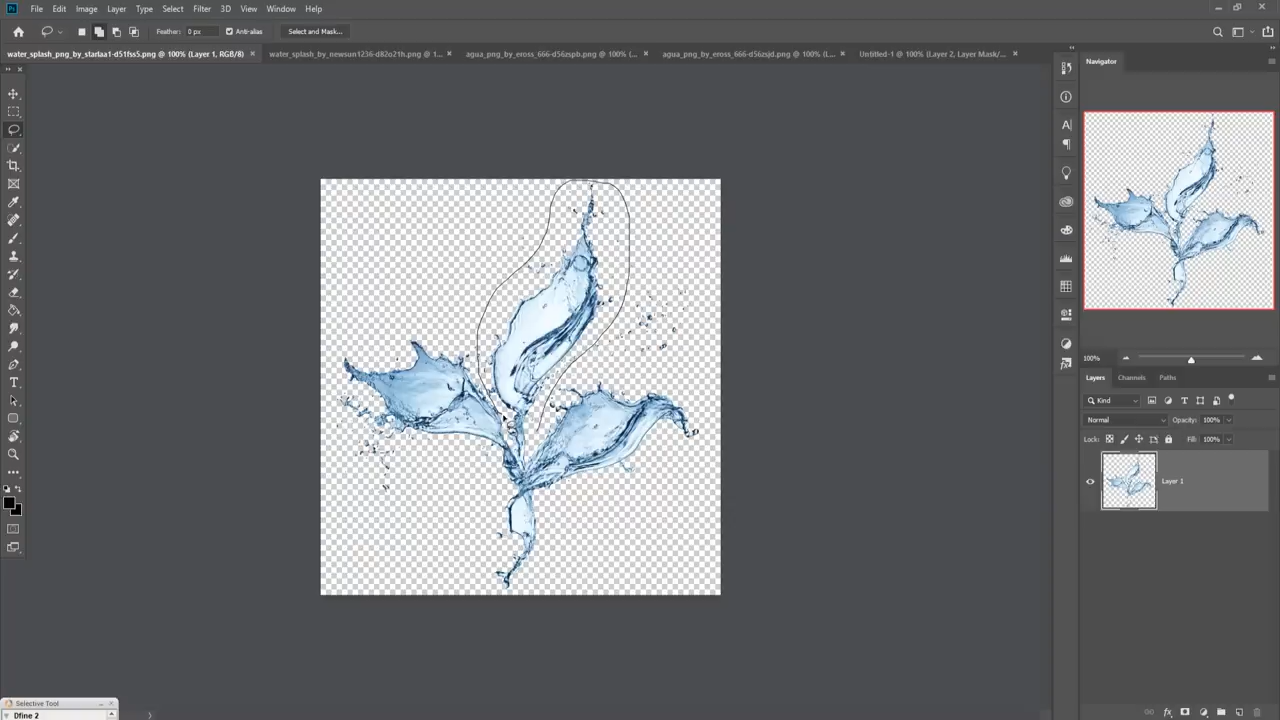 Ps File Edit Image Layer Type Select Filter 3D View Window Help
Feather: 0 px Anti-alias Select and Mask...
water_splash_png_by_starlaa1-d51fss5.png @ 100% (Layer 1, RGB/8) × water_splash_by_newsun1236-d82o21h.png @ 1... × agua_png_by_eross_666-d56zspb.png @ 100% (... × agua_png_by_eross_666-d56zsjd.png @ 100% (L... × Untitled-1 @ 100% (Layer 2, Layer Mask/... ×
Navigator
100%
Layers Channels Paths
Kind
Normal Opacity: 100%
Lock: Fill: 100%
Layer 1
Selective Tool
Dfine 2